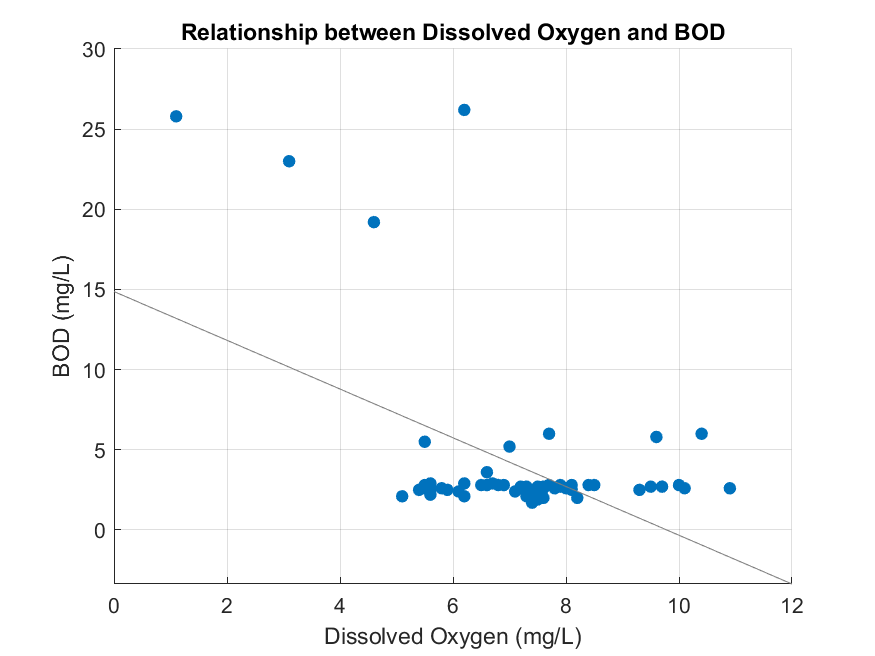 Relationship between Dissolved Oxygen and BOD
30
25
20
15
10
5
0
BOD (mg/L)
0 2 4 6 8 10 12
Dissolved Oxygen (mg/L)